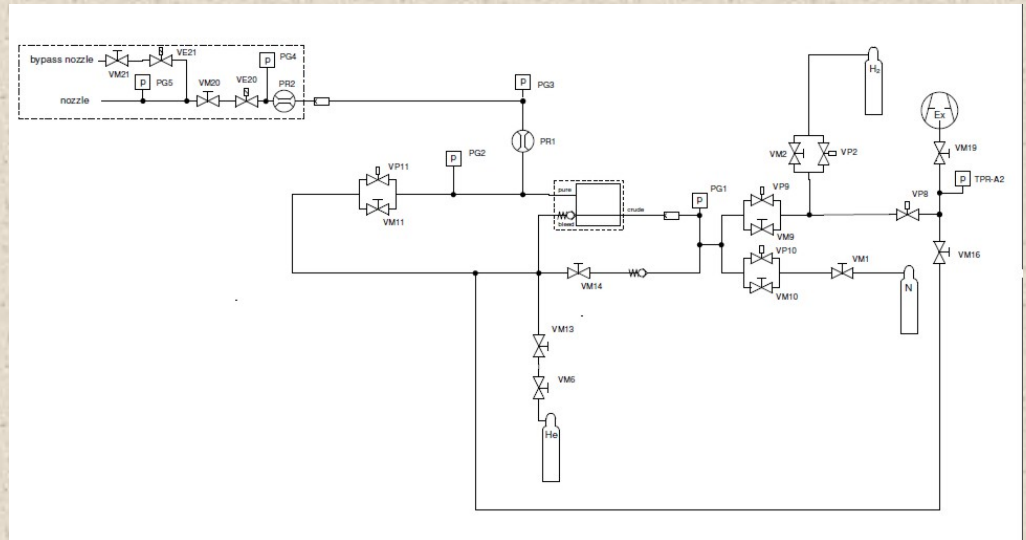 bypass nozzle
VE21
VM21
PG4
P
P
PG5
VM20
VE20
PR2
nozzle
P
PG3
PR1
H₂
Ex
VM19
VM2
VP2
P
TPR-A2
VP11
P
PG2
pure
crude
bleed
PG1
P
VP9
VP8
VM11
VM9
VP10
VM1
VM16
VM14
VM10
N
VM13
VM6
He